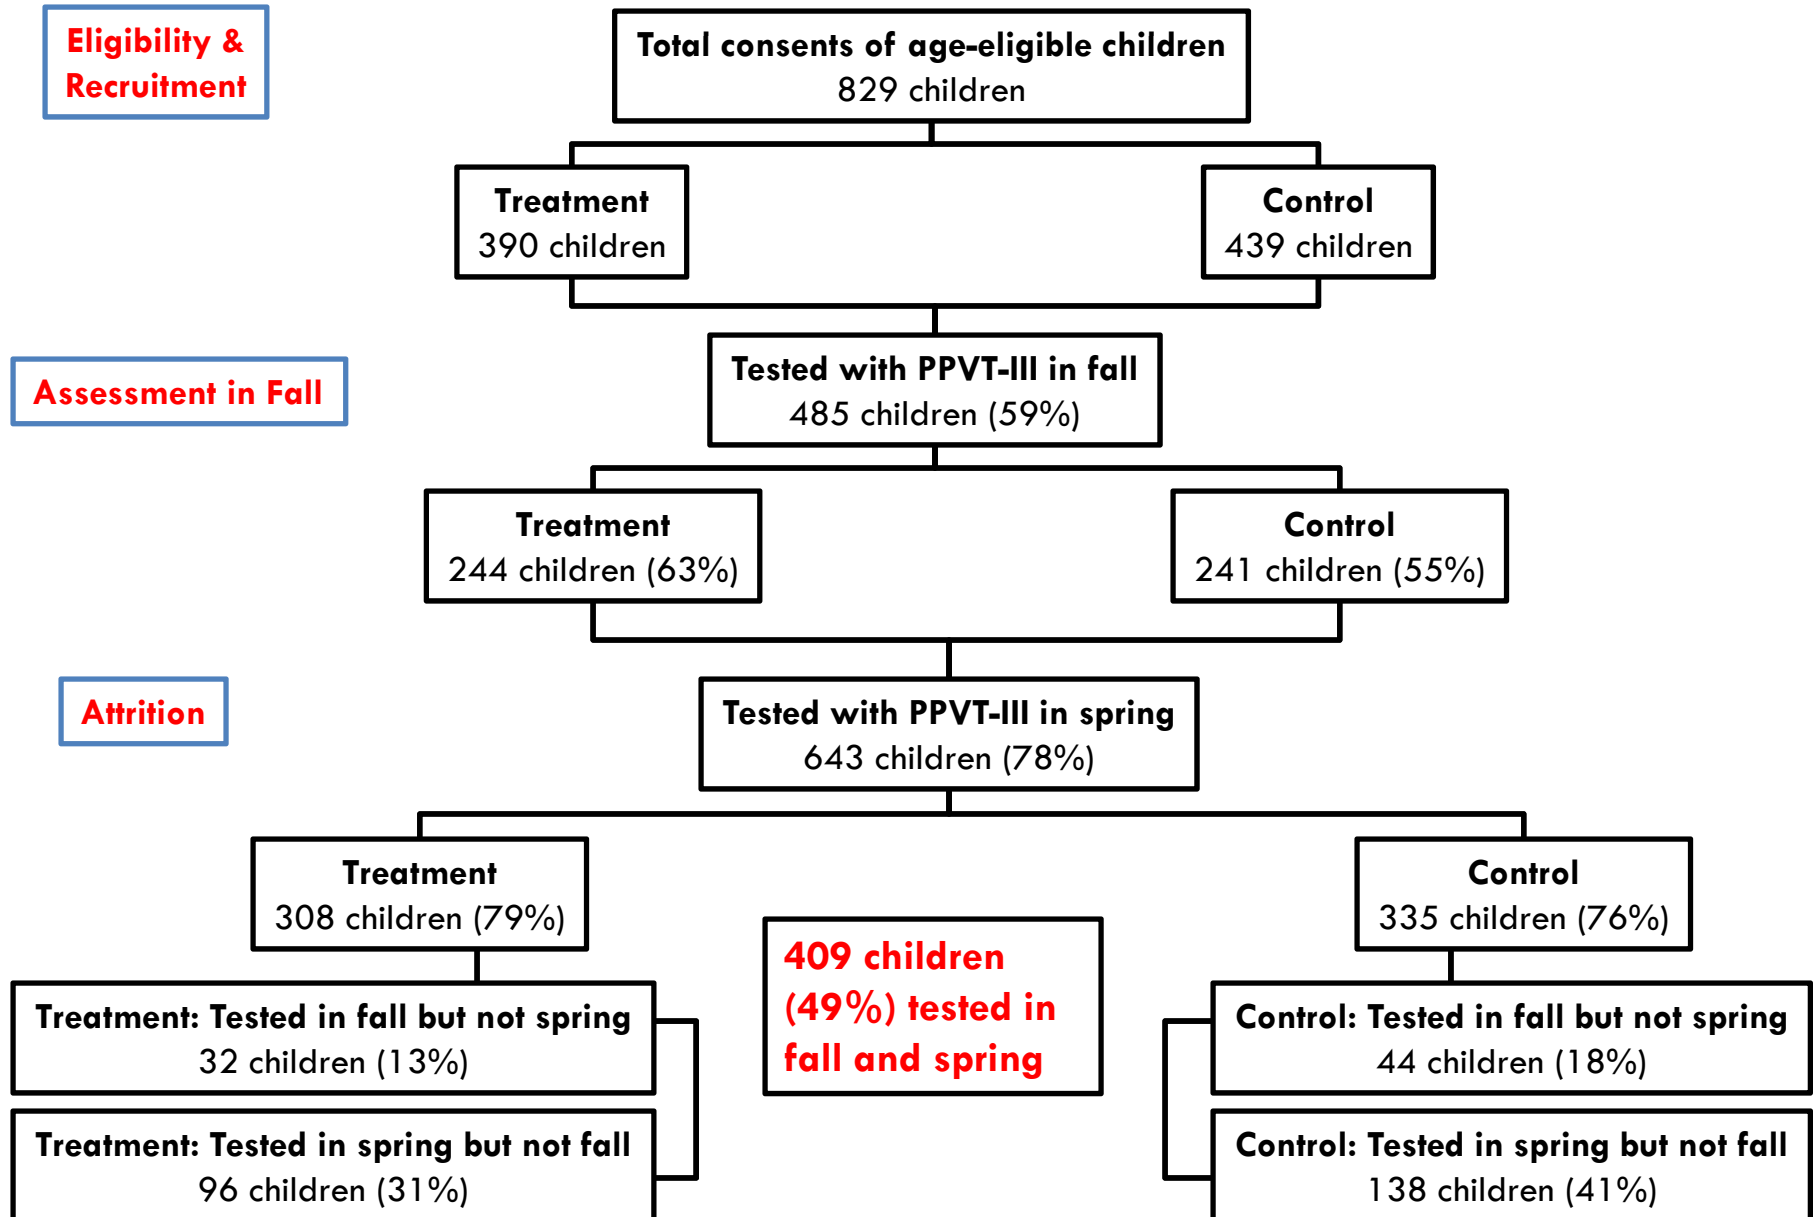 Eligibility &
Recruitment
Total consents of age-eligible children
829 children
Treatment
390 children
Control
439 children
Assessment in Fall
Tested with PPVT-III in fall
485 children (59%)
Treatment
244 children (63%)
Control
241 children (55%)
Attrition
Tested with PPVT-III in spring
643 children (78%)
Treatment
308 children (79%)
Control
335 children (76%)
409 children
(49%) tested in
fall and spring
Treatment: Tested in fall but not spring
32 children (13%)
Control: Tested in fall but not spring
44 children (18%)
Treatment: Tested in spring but not fall
96 children (31%)
Control: Tested in spring but not fall
138 children (41%)